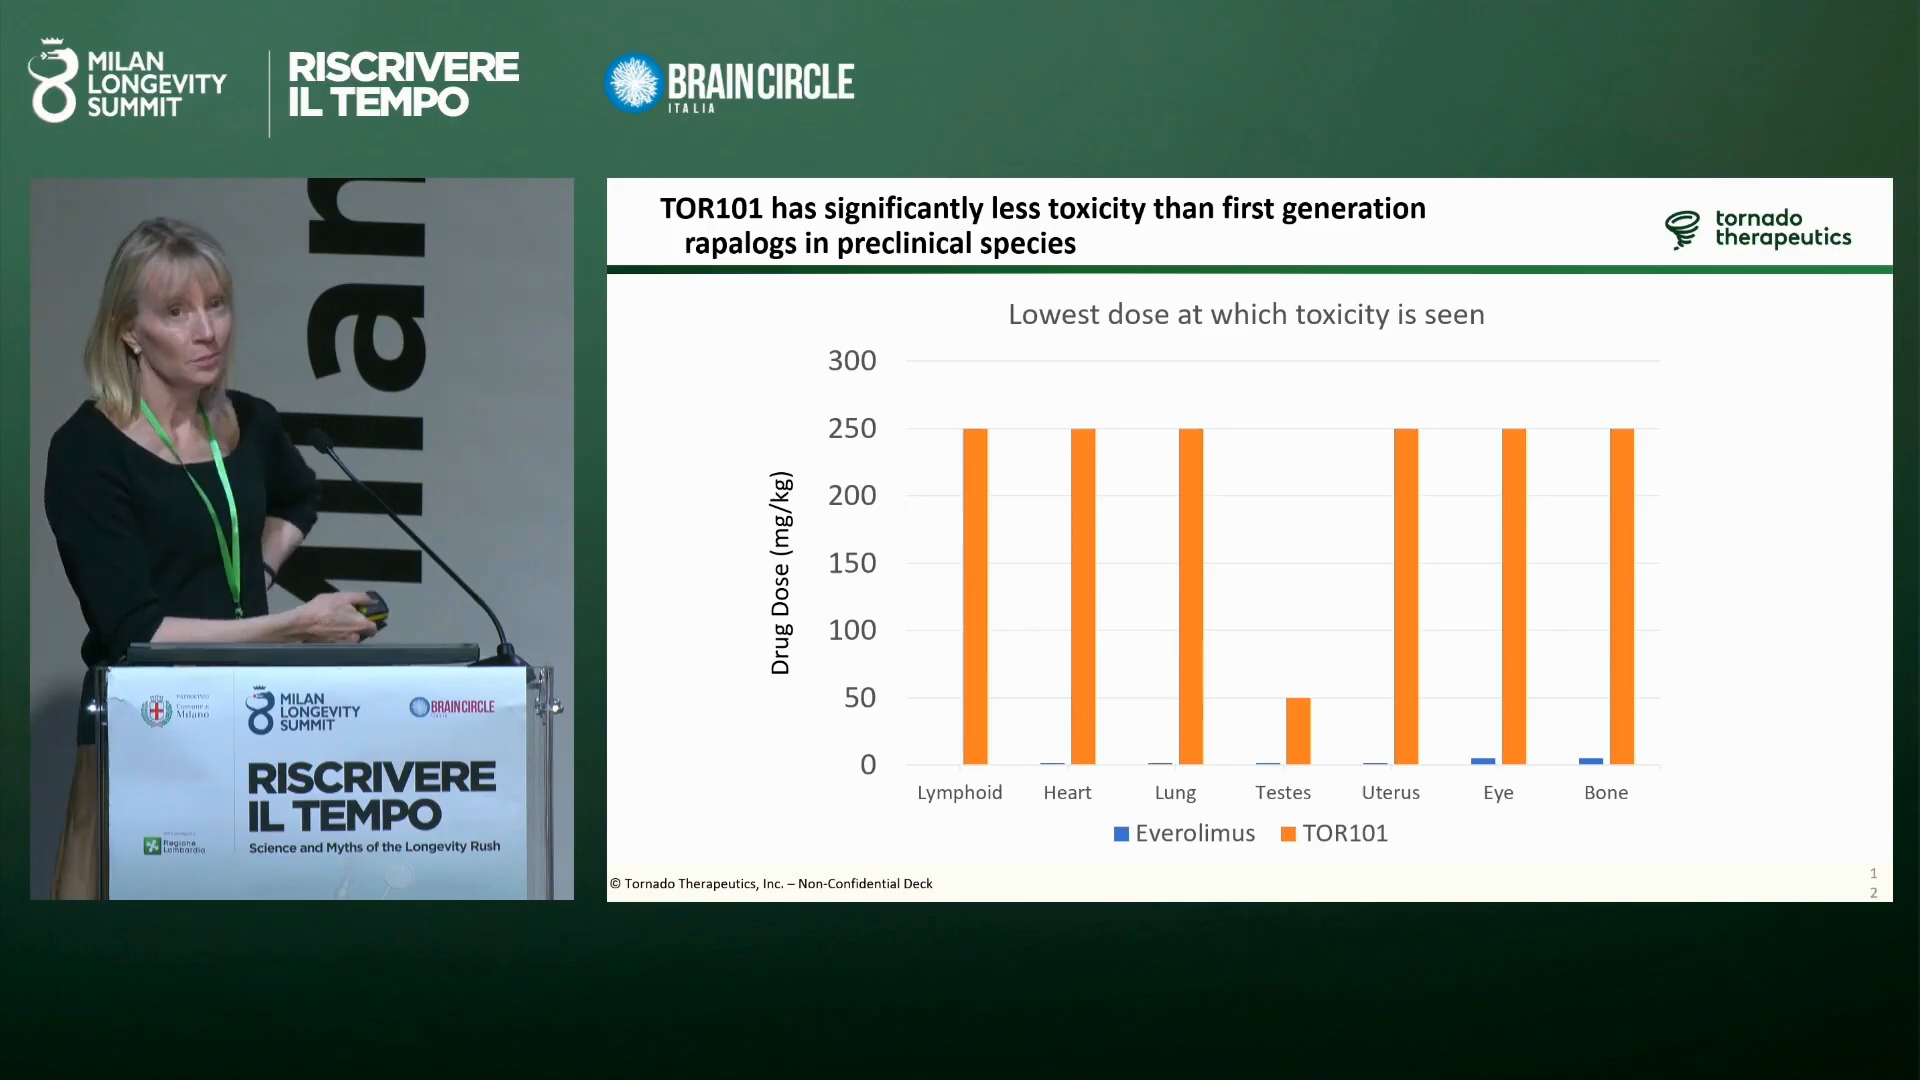 MILAN
LONGEVITY
SUMMIT
RISCRIVERE
IL TEMPO
BRAINCIRCLE
ITALIA
TOR101 has significantly less toxicity than first generation
rapalogs in preclinical species
tornado
therapeutics
Lowest dose at which toxicity is seen
300
250
200
150
100
50
0
Drug Dose (mg/kg)
Lymphoid Heart Lung Testes Uterus Eye Bone
Everolimus TOR101
© Tornado Therapeutics, Inc. – Non-Confidential Deck
1
2
milan
PATROCINIO
Comune di
Milano
MILAN
LONGEVITY
SUMMIT
BRAINCIRCLE
RISCRIVERE
IL TEMPO
Science and Myths of the Longevity Rush
Regione
Lombardia